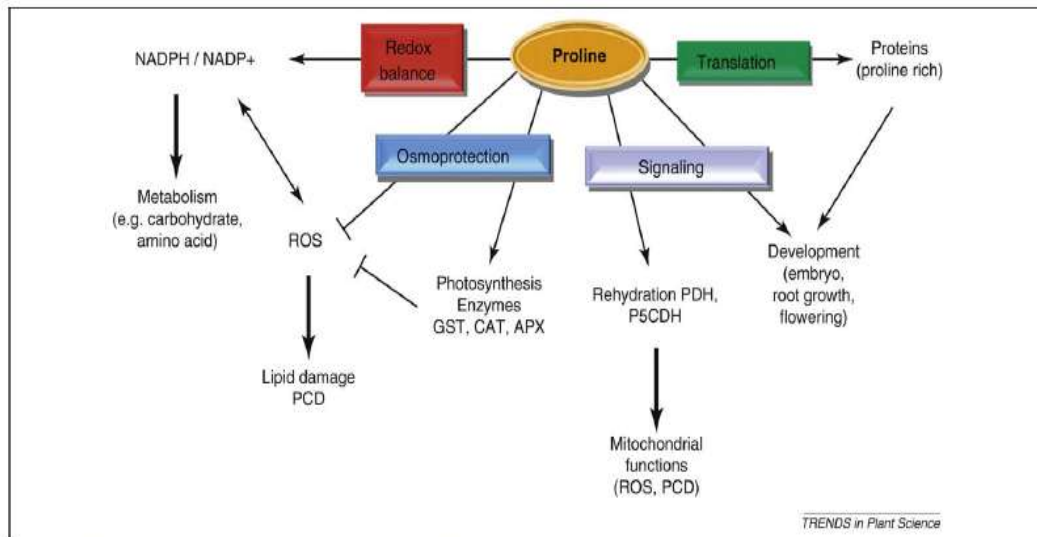 NADPH / NADP+
Redox
balance
Proline
Translation
Proteins
(proline rich)
Osmoprotection
Signaling
Metabolism
(e.g. carbohydrate,
amino acid)
ROS
Photosynthesis
Enzymes
GST, CAT, APX
Rehydration PDH,
P5CDH
Development
(embryo,
root growth,
flowering)
Lipid damage
PCD
Mitochondrial
functions
(ROS, PCD)
TRENDS in Plant Science